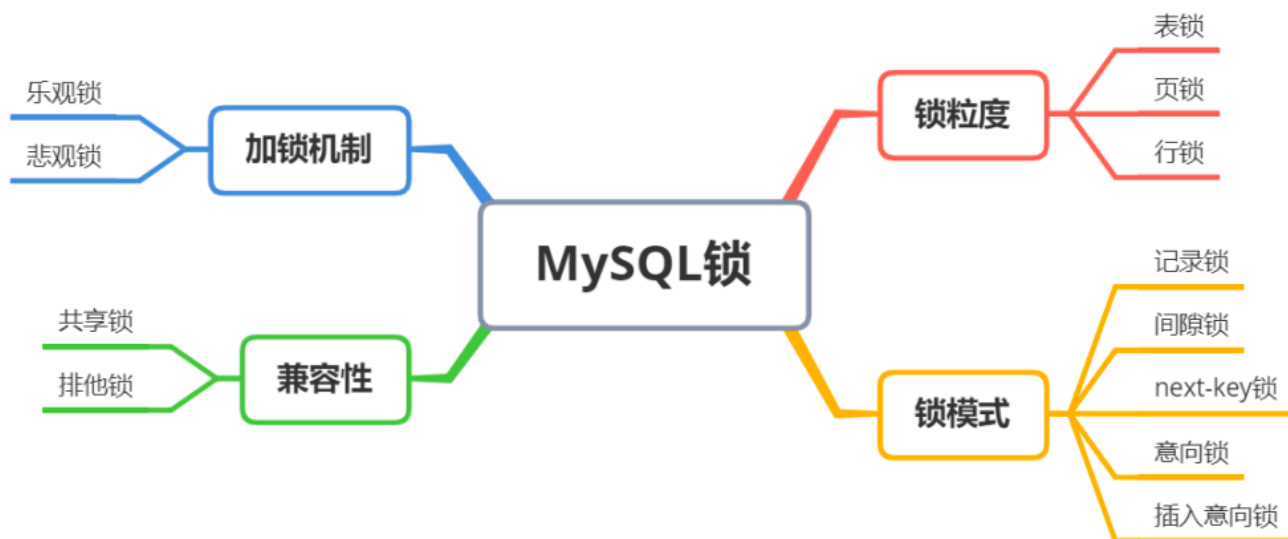 MySQL锁
加锁机制
乐观锁
悲观锁
兼容性
共享锁
排他锁
锁粒度
表锁
页锁
行锁
锁模式
记录锁
间隙锁
next-key锁
意向锁
插入意向锁